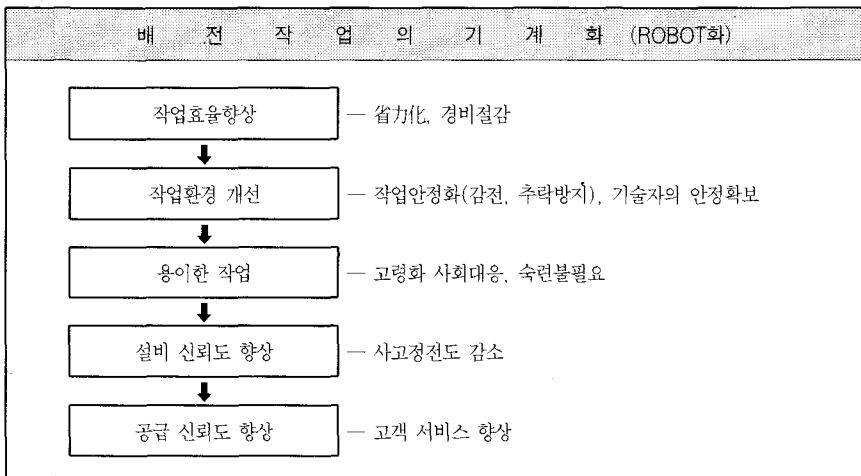 배 전 작 업 의 기 계 화 (ROBOT화)
작업효율향상 — 省力化, 경비절감
작업환경 개선 — 작업안정화(감전, 추락방지), 기술자의 안정확보
용이한 작업 — 고령화 사회대응, 숙련불필요
설비 신뢰도 향상 — 사고정전도 감소
공급 신뢰도 향상 — 고객 서비스 향상